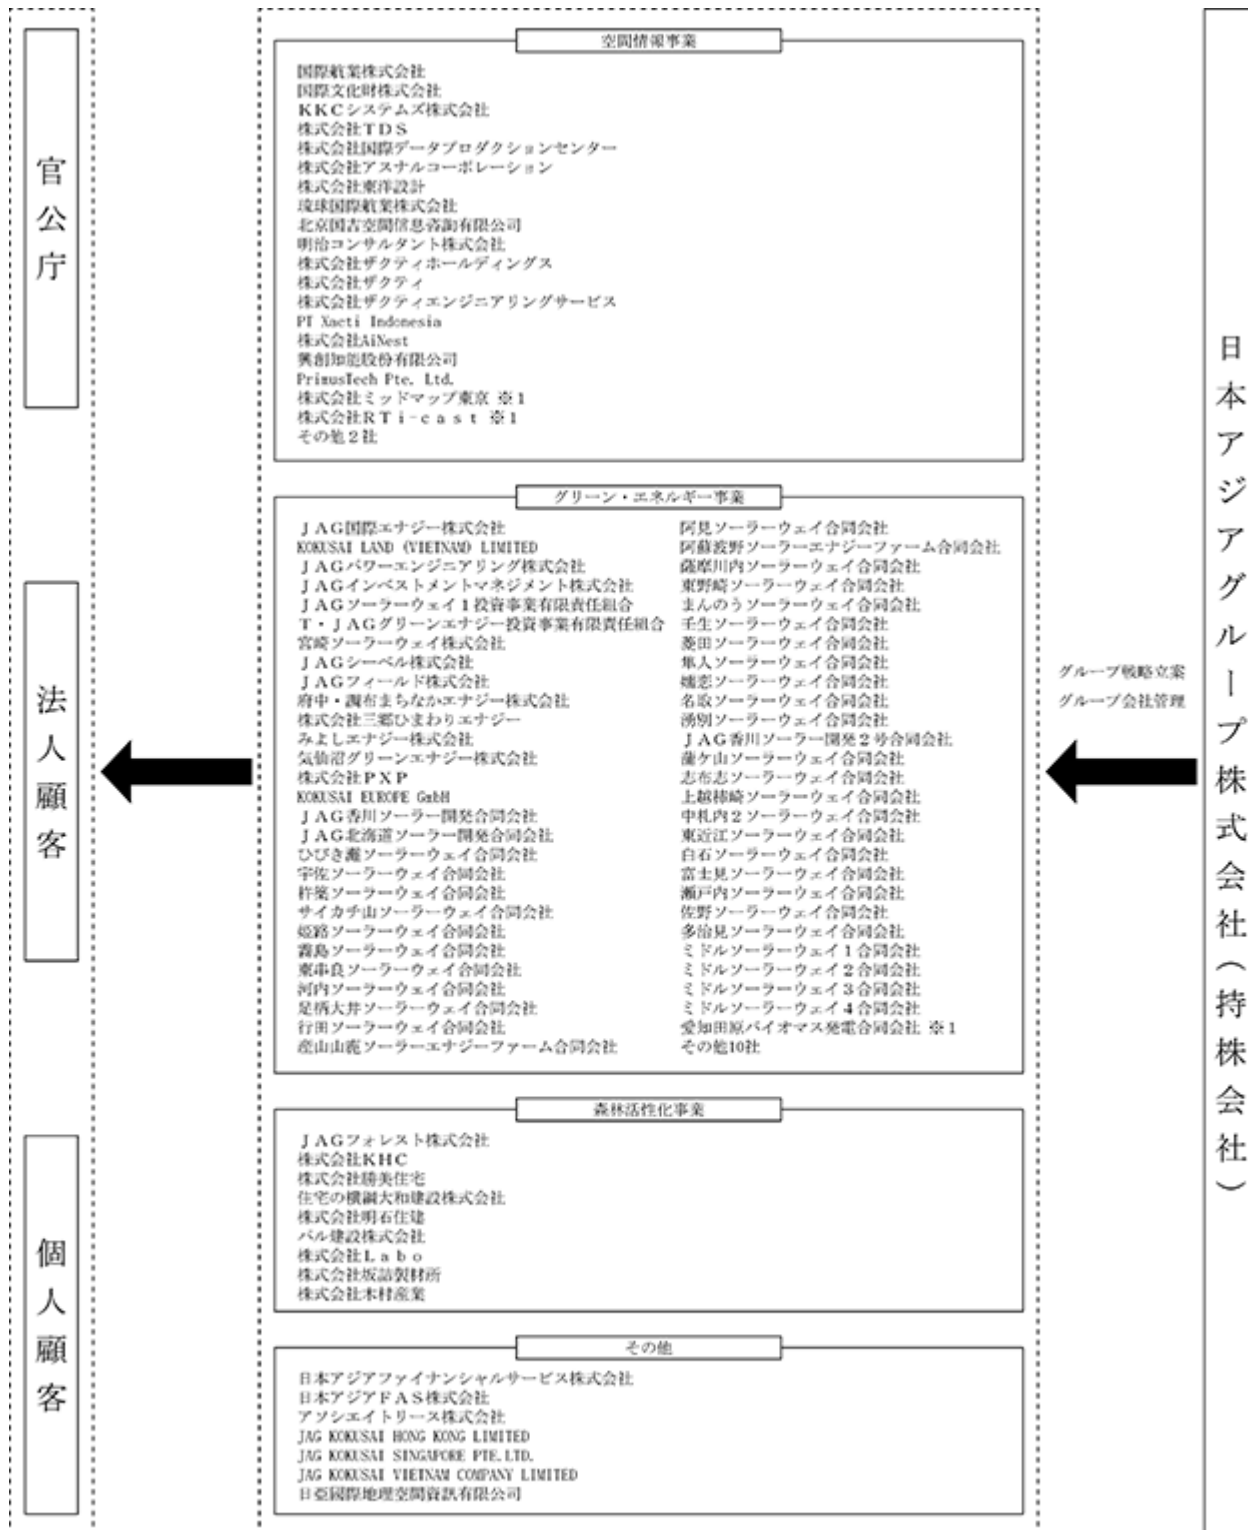 官公庁
法人顧客
個人顧客
空間情報事業
国際航業株式会社
国際文化財株式会社
KKCシステムズ株式会社
株式会社TDS
株式会社国際データプロダクションセンター
株式会社アスナルコーポレーション
株式会社東洋設計
琉球国際航業株式会社
北京国吉空間信息咨詢有限公司
明治コンサルタント株式会社
株式会社ザクティホールディングス
株式会社ザクティ
株式会社ザクティエンジニアリングサービス
PT Xacti Indonesia
株式会社AiNest
興創知能股份有限公司
PrimusTech Pte. Ltd.
株式会社ミッドマップ東京 ※1
株式会社RTi-cast ※1
その他2社
グリーン・エネルギー事業
JAG国際エナジー株式会社
KOKUSAI LAND (VIETNAM) LIMITED
JAGパワーエンジニアリング株式会社
JAGインベストメントマネジメント株式会社
JAGソーラーウェイ1投資事業有限責任組合
T・JAGグリーンエナジー投資事業有限責任組合
宮崎ソーラーウェイ株式会社
JAGシーベル株式会社
JAGフィールド株式会社
府中・調布まちなかエナジー株式会社
株式会社三郷ひまわりエナジー
みよしエナジー株式会社
気仙沼グリーンエナジー株式会社
株式会社PXP
KOKUSAI EUROPE GmbH
JAG香川ソーラー開発合同会社
JAG北海道ソーラー開発合同会社
ひびき灘ソーラーウェイ合同会社
宇佐ソーラーウェイ合同会社
杵築ソーラーウェイ合同会社
サイカチ山ソーラーウェイ合同会社
姫路ソーラーウェイ合同会社
霧島ソーラーウェイ合同会社
東串良ソーラーウェイ合同会社
河内ソーラーウェイ合同会社
足柄大井ソーラーウェイ合同会社
行田ソーラーウェイ合同会社
産山山鹿ソーラーエナジーファーム合同会社
阿見ソーラーウェイ合同会社
阿蘇波野ソーラーエナジーファーム合同会社
薩摩川内ソーラーウェイ合同会社
東野崎ソーラーウェイ合同会社
まんのうソーラーウェイ合同会社
壬生ソーラーウェイ合同会社
菱田ソーラーウェイ合同会社
隼人ソーラーウェイ合同会社
嬬恋ソーラーウェイ合同会社
名取ソーラーウェイ合同会社
湧別ソーラーウェイ合同会社
JAG香川ソーラー開発2号合同会社
蓮ケ山ソーラーウェイ合同会社
志布志ソーラーウェイ合同会社
上越柿崎ソーラーウェイ合同会社
中札内2ソーラーウェイ合同会社
東近江ソーラーウェイ合同会社
白石ソーラーウェイ合同会社
富士見ソーラーウェイ合同会社
瀬戸内ソーラーウェイ合同会社
佐野ソーラーウェイ合同会社
多治見ソーラーウェイ合同会社
ミドルソーラーウェイ1合同会社
ミドルソーラーウェイ2合同会社
ミドルソーラーウェイ3合同会社
ミドルソーラーウェイ4合同会社
愛知田原バイオマス発電合同会社 ※1
その他10社
森林活性化事業
JAGフォレスト株式会社
株式会社KHC
株式会社勝美住宅
住宅の横綱大和建設株式会社
株式会社明石住建
パル建設株式会社
株式会社Labo
株式会社坂詰製材所
株式会社木村産業
その他
日本アジアファイナンシャルサービス株式会社
日本アジアFAS株式会社
アソシエイトリース株式会社
JAG KOKUSAI HONG KONG LIMITED
JAG KOKUSAI SINGAPORE PTE.LTD.
JAG KOKUSAI VIETNAM COMPANY LIMITED
日亞國際地理空間資訊有限公司
グループ戦略立案
グループ会社管理
日本アジアグループ株式会社(持株会社)